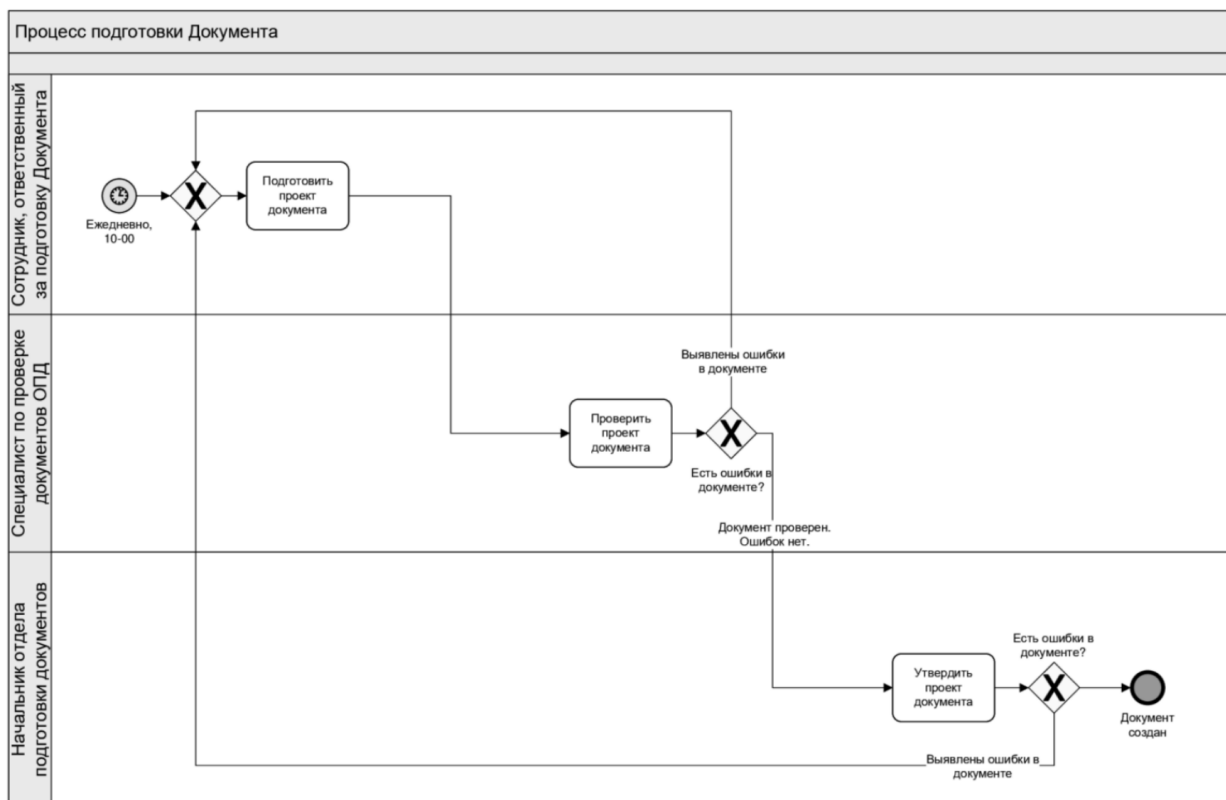 Процесс подготовки Документа
Сотрудник, ответственный
за подготовку Документа
Ежедневно,
10-00
Подготовить
проект
документа
Специалист по проверке
документов ОПД
Выявлены ошибки
в документе
Проверить
проект
документа
Есть ошибки в
документе?
Документ проверен.
Ошибок нет.
Начальник отдела
подготовки документов
Есть ошибки в
документе?
Утвердить
проект
документа
Документ
создан
Выявлены ошибки в
документе